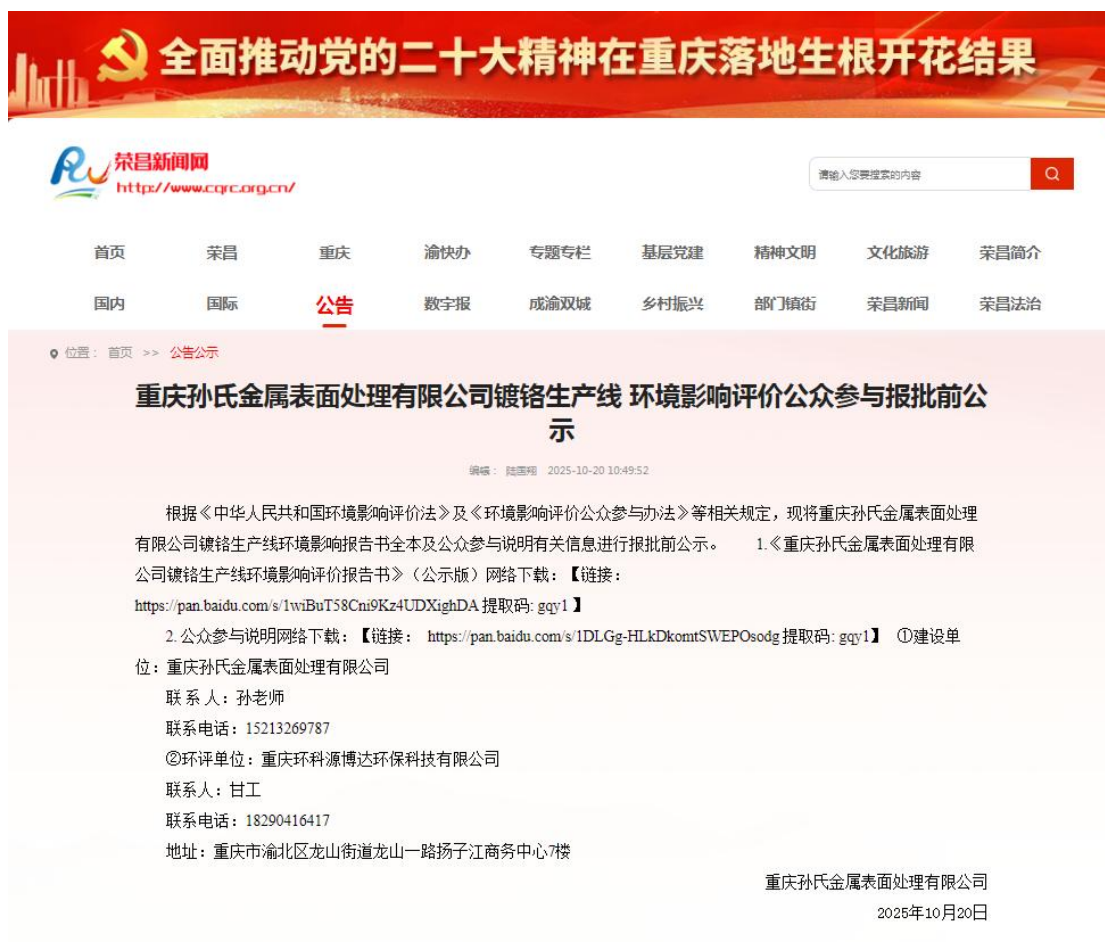 全面推动党的二十大精神在重庆落地生根开花结果
荣昌新闻网
http://www.cqrc.org.cn/
请输入您要搜索的内容
首页 荣昌 重庆 渝快办 专题专栏 基层党建 精神文明 文化旅游 荣昌简介
国内 国际 公告 数字报 成渝双城 乡村振兴 部门镇街 荣昌新闻 荣昌法治
位置： 首页 >> 公告公示
重庆孙氏金属表面处理有限公司镀铬生产线 环境影响评价公众参与报批前公
示
编辑： 陆国翔 2025-10-20 10:49:52
根据《中华人民共和国环境影响评价法》及《环境影响评价公众参与办法》等相关规定，现将重庆孙氏金属表面处理
有限公司镀铬生产线环境影响报告书全本及公众参与说明有关信息进行报批前公示。 1.《重庆孙氏金属表面处理有限
公司镀铬生产线环境影响评价报告书》（公示版）网络下载：【链接：
https://pan.baidu.com/s/1wiBuT58Cni9Kz4UDXighDA 提取码: gqy1 】
2. 公众参与说明网络下载：【链接： https://pan.baidu.com/s/1DLGg-HLkDkomtSWEPOsodg 提取码: gqy1】 ①建设单
位：重庆孙氏金属表面处理有限公司
联 系 人：孙老师
联系电话：15213269787
②环评单位：重庆环科源博达环保科技有限公司
联系人：甘工
联系电话：18290416417
地址：重庆市渝北区龙山街道龙山一路扬子江商务中心7楼
重庆孙氏金属表面处理有限公司
2025年10月20日